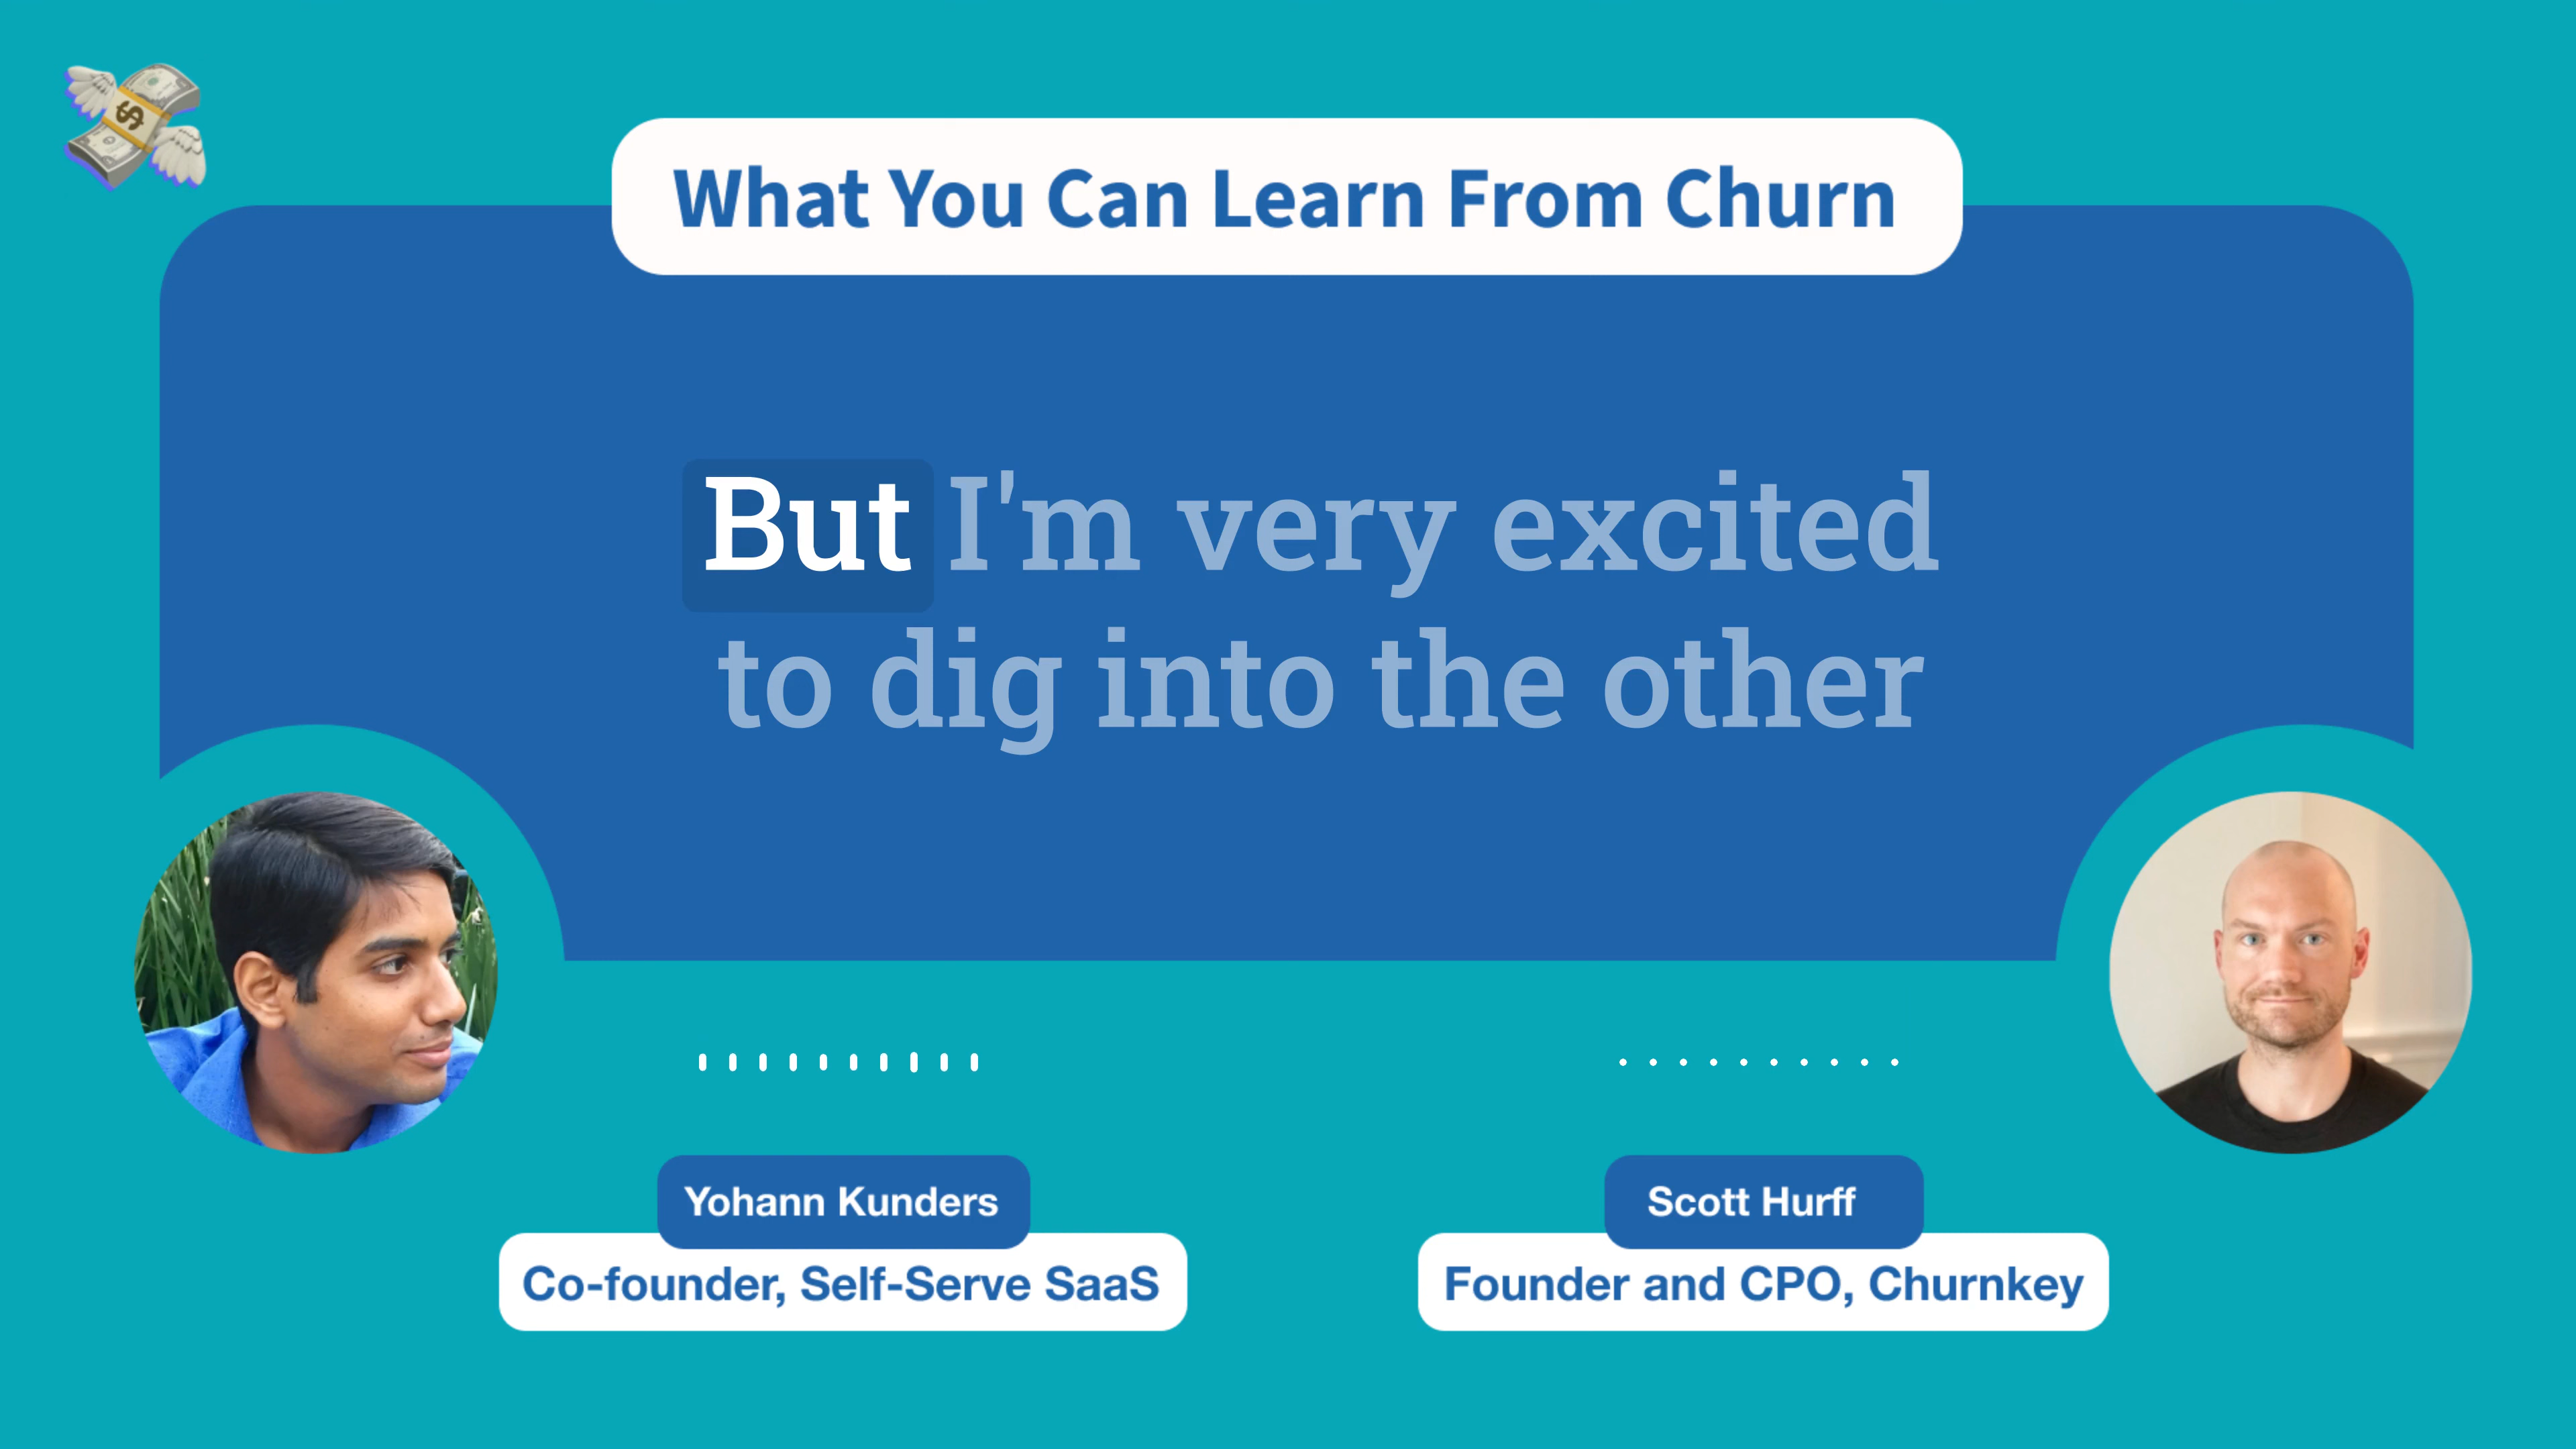 What You Can Learn From Churn
But I'm very excited
to dig into the other
Yohann Kunders
Co-founder, Self-Serve SaaS
Scott Hurff
Founder and CPO, Churnkey